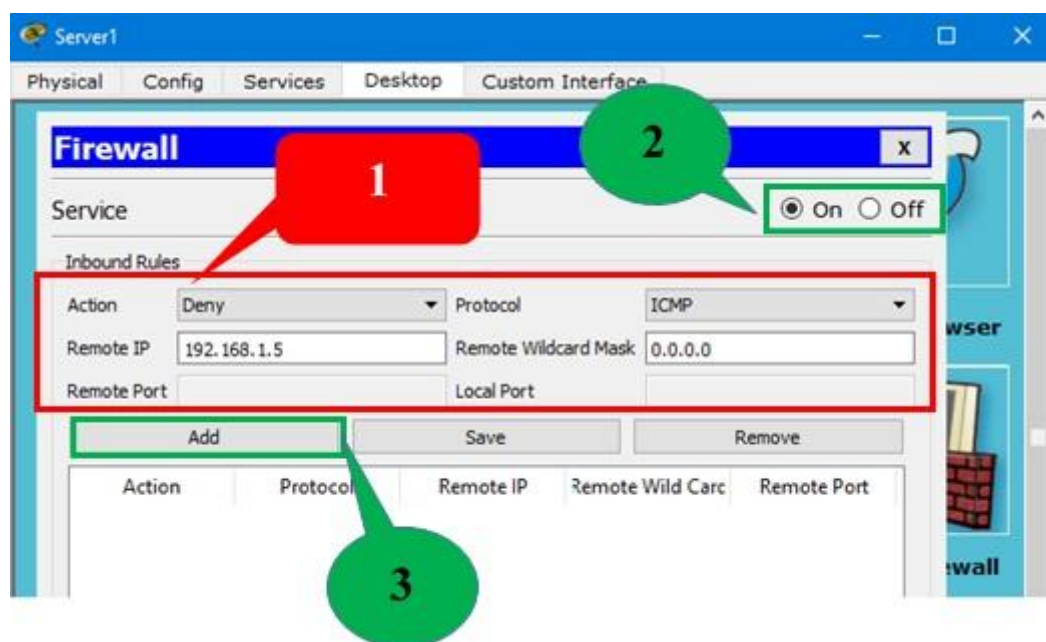 Server1
Physical Config Services Desktop Custom Interface
Firewall X
1
2
Service On Off
Inbound Rules
Action Deny Protocol ICMP
Remote IP 192.168.1.5 Remote Wildcard Mask 0.0.0.0
Remote Port Local Port
Add Save Remove
Action Protocol Remote IP Remote Wild Carc Remote Port
3
wser
ewall